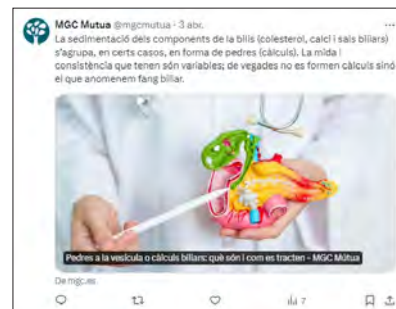 MGC Mutua @mgcmutua · 3 abr.
La sedimentació dels components de la bilis (colesterol, calci i sals biliars)
s'agrupa, en certs casos, en forma de pedres (càlculs). La mida i
consistència que tenen són variables; de vegades no es formen càlculs sinó
el que anomenem fang biliar.
Pedres a la vesícula o càlculs biliars: què són i com es tracten - MGC Mútua
De mgc.es
7